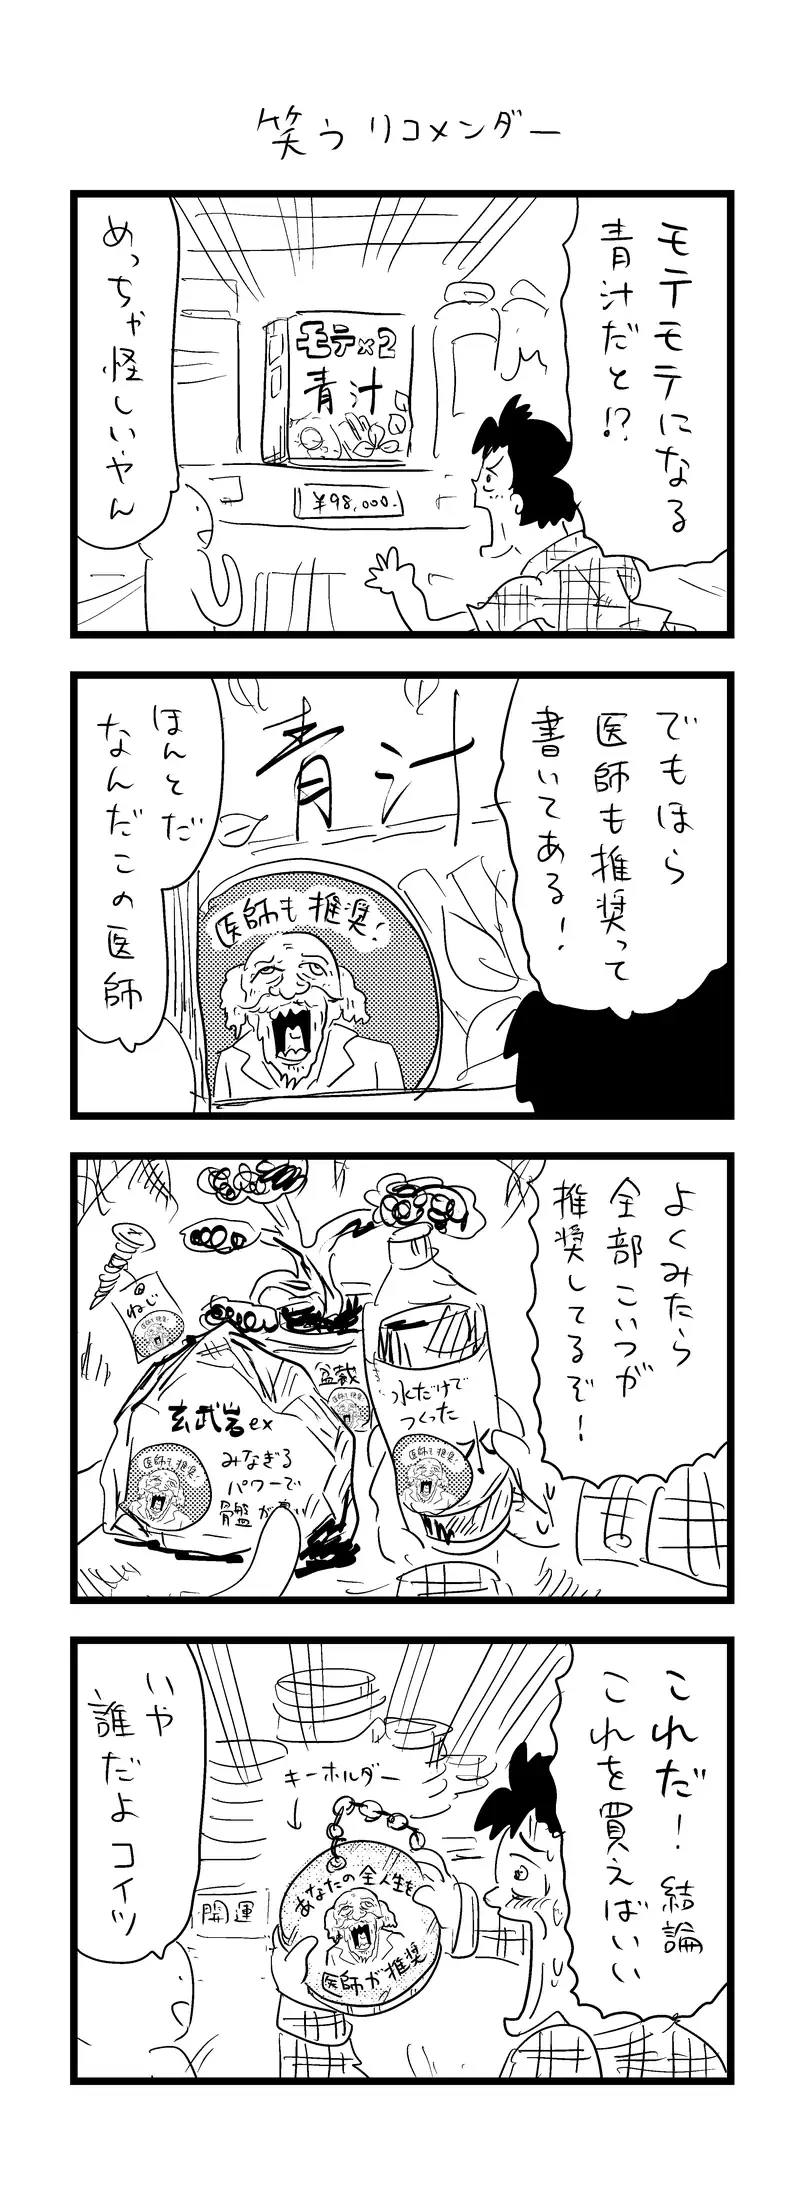 笑うリコメンダー
モテモテになる
青汁だと!?
モテ×2
青汁
¥98,000.
めっちゃ怪しいやん
でもほら
医師も推奨って
書いてある!
青汁
医師も推奨!
ほんとだ
なんだこの医師
よくみたら
全部こいつが
推奨してるぞ!
ねじ
医師も推奨!
盆栽
水だけで
つくった
玄武岩ex
医師も推奨!
みなぎる
パワーで
骨盤が
これだ! 結論
これを買えばいい
キーホルダー
↓
開運
あなたの全人生を
医師が推奨
いや
誰だよコイツ